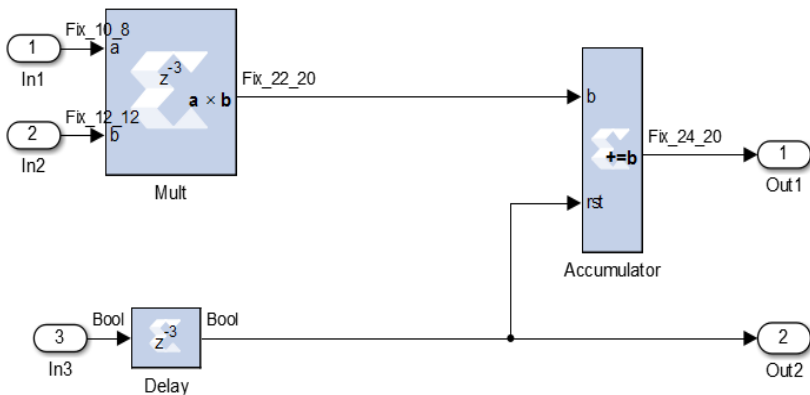 Fix_10_8
1
a
In1
z-3
a × b
Fix_22_20
Fix_12_12
2
b
In2
Mult
b
+=b
Fix_24_20
1
Out1
rst
Accumulator
3
Bool
z-3
Bool
2
In3
Delay
Out2